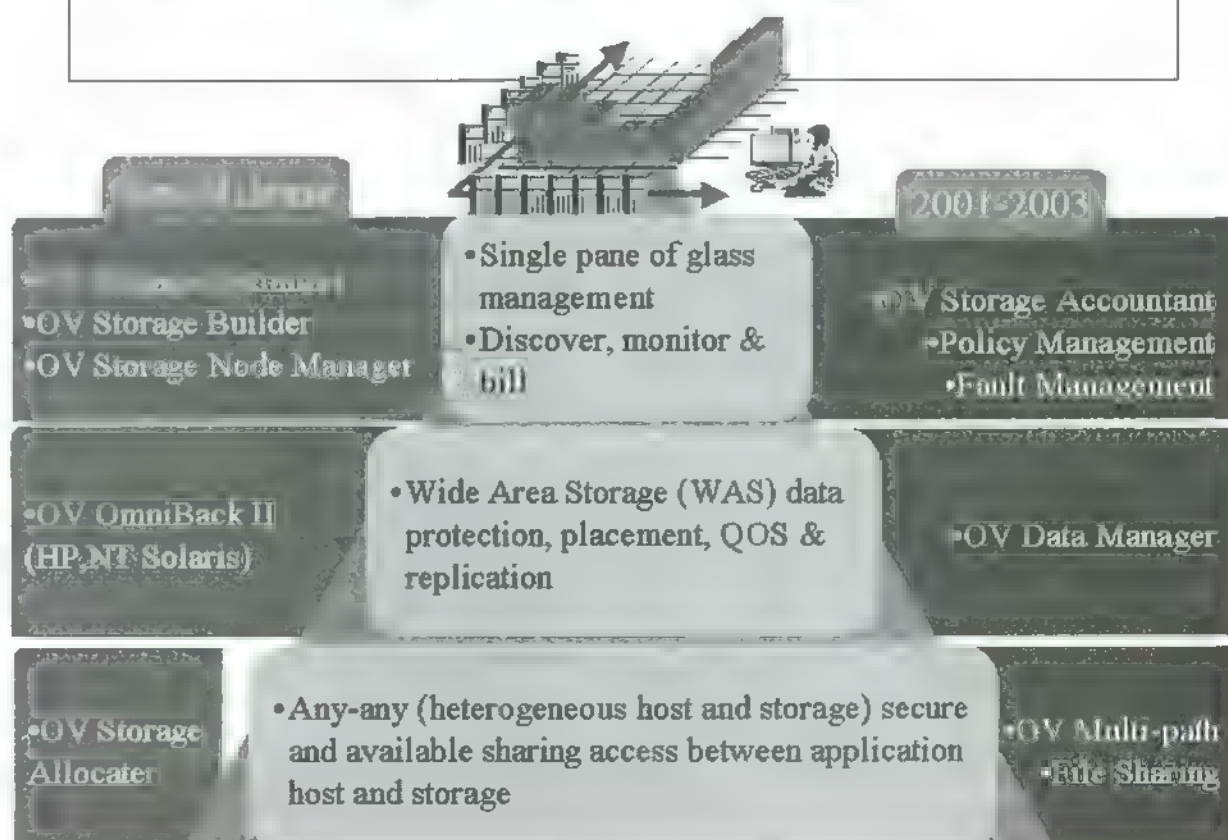 2001-2003
•OV Storage Builder
•OV Storage Node Manager
•Single pane of glass
management
•Discover, monitor &
bill
•OV Storage Accountant
•Policy Management
•Fault Management
•OV OmniBack II
(HP,NT Solaris)
•Wide Area Storage (WAS) data
protection, placement, QOS &
replication
•OV Data Manager
•OV Storage
Allocater
•Any-any (heterogeneous host and storage) secure
and available sharing access between application
host and storage
•OV Multi-path
•File Sharing